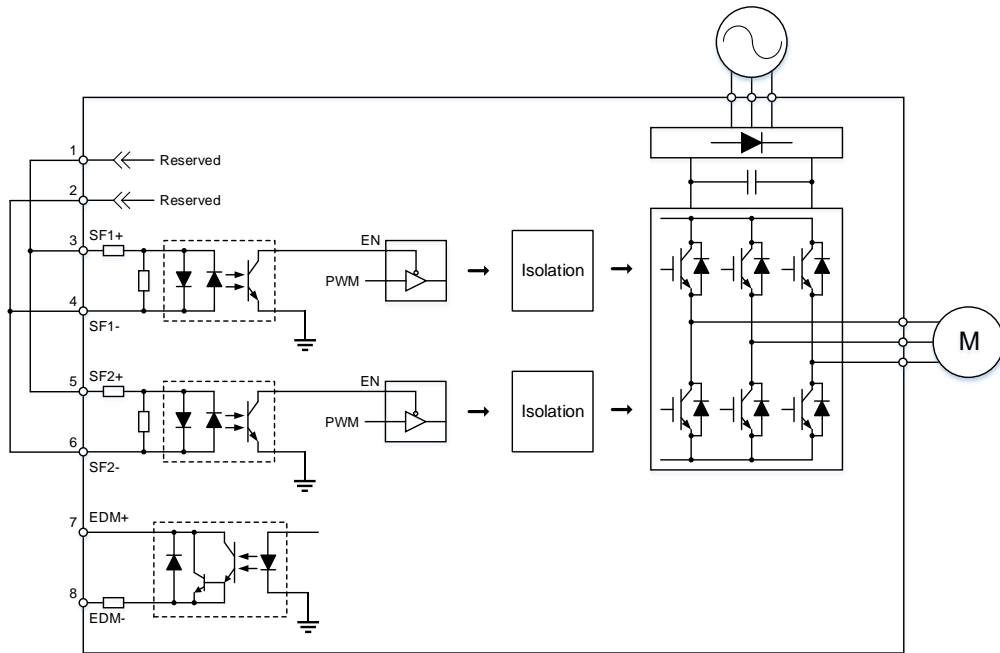 1
Reserved
2
Reserved
3
SF1+
EN
PWM
Isolation
4
SF1-
M
5
SF2+
EN
PWM
Isolation
6
SF2-
7
EDM+
8
EDM-